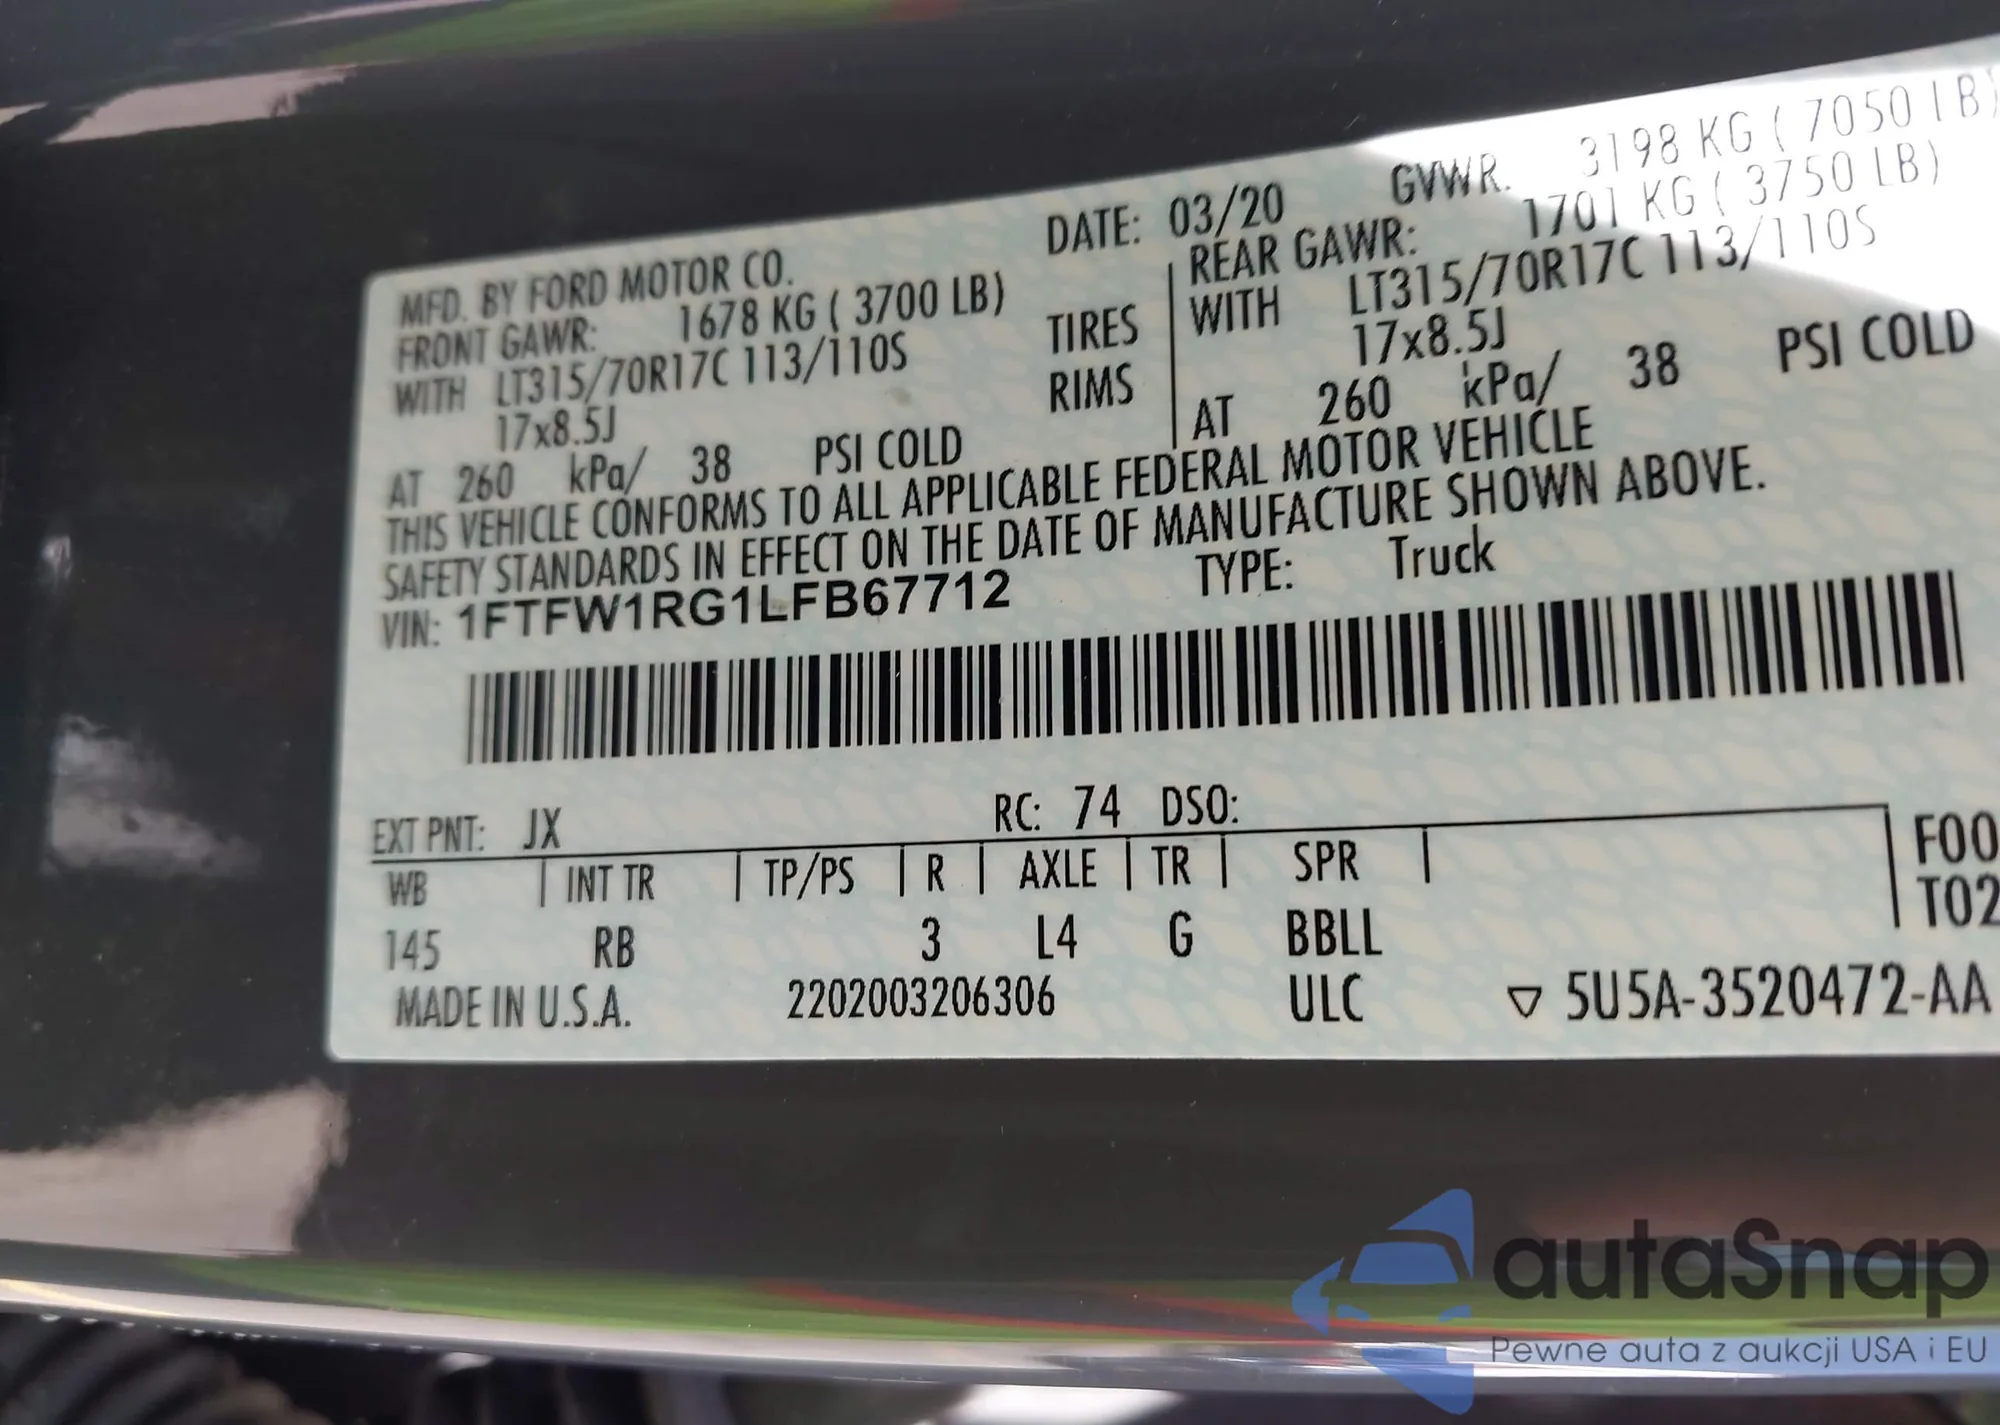 MFD. BY FORD MOTOR CO. DATE: 03/20 GVWR. 3198 KG ( 7050 LB)
FRONT GAWR: 1678 KG ( 3700 LB) REAR GAWR: 1701 KG ( 3750 LB)
WITH LT315/70R17C 113/110S TIRES WITH LT315/70R17C 113/110S
17x8.5J RIMS 17x8.5J
AT 260 kPa/ 38 PSI COLD AT 260 kPa/ 38 PSI COLD
THIS VEHICLE CONFORMS TO ALL APPLICABLE FEDERAL MOTOR VEHICLE
SAFETY STANDARDS IN EFFECT ON THE DATE OF MANUFACTURE SHOWN ABOVE.
VIN: 1FTFW1RG1LFB67712 TYPE: Truck
EXT PNT: JX RC: 74 DSO:
WB | INT TR | TP/PS | R | AXLE | TR | SPR | F00
145 RB 3 L4 G BBLL T02
MADE IN U.S.A. 2202003206306 ULC ▽ 5U5A-3520472-AA
autaSnap
Pewne auta z aukcji USA i EU